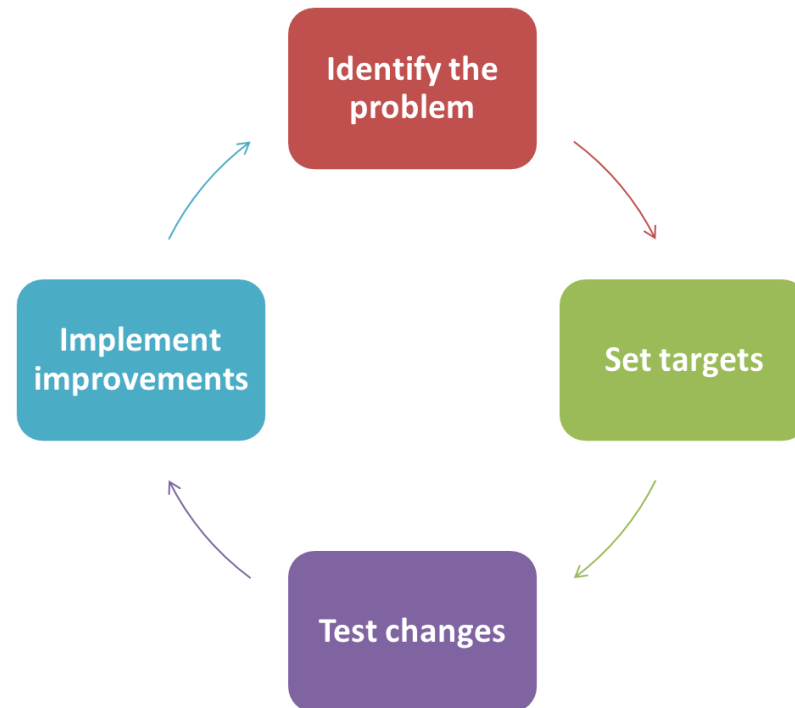 Identify the
problem
Set targets
Test changes
Implement
improvements